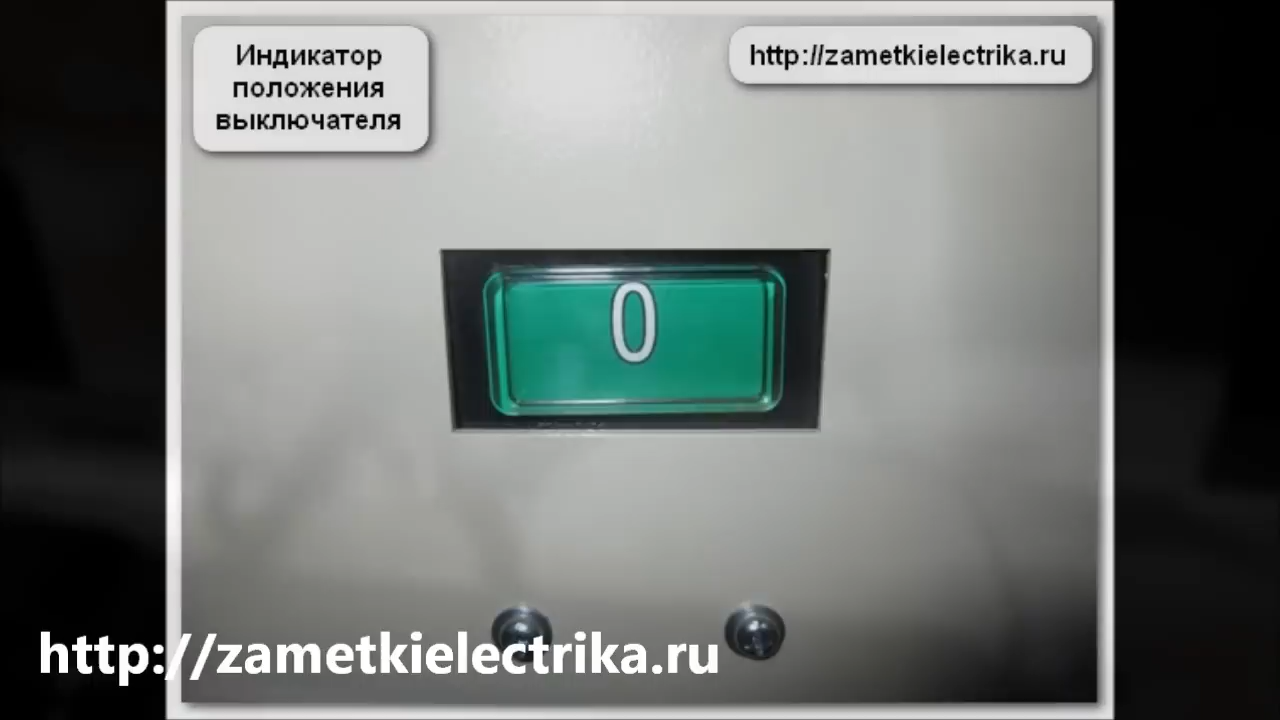 Индикатор
положения
выключателя
http://zametkielectrika.ru
0
http://zametkielectrika.ru